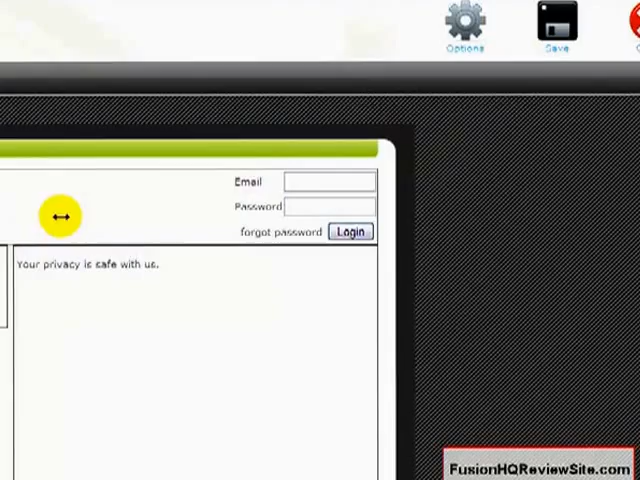 Options
Save
Email
Password
forgot password
Login
Your privacy is safe with us.
FusionHQReviewSite.com